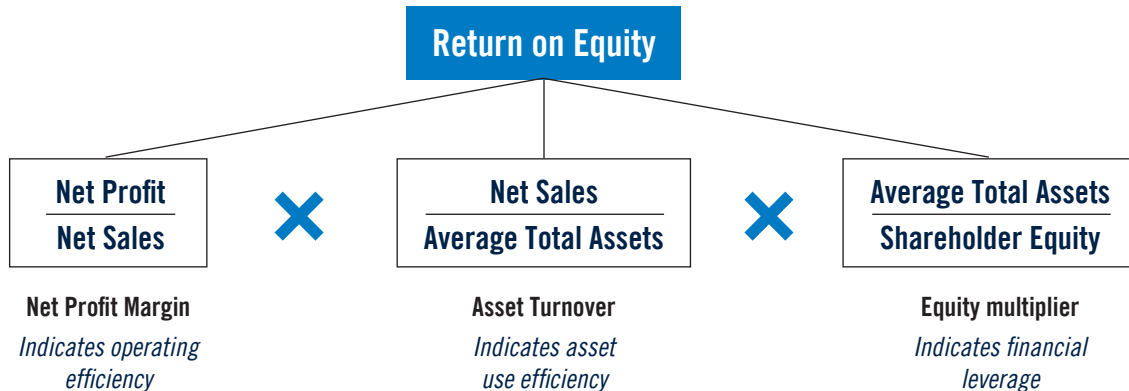 Return on Equity
Net Profit
Net Sales
×
Net Sales
Average Total Assets
×
Average Total Assets
Shareholder Equity
Net Profit Margin
Indicates operating
efficiency
Asset Turnover
Indicates asset
use efficiency
Equity multiplier
Indicates financial
leverage